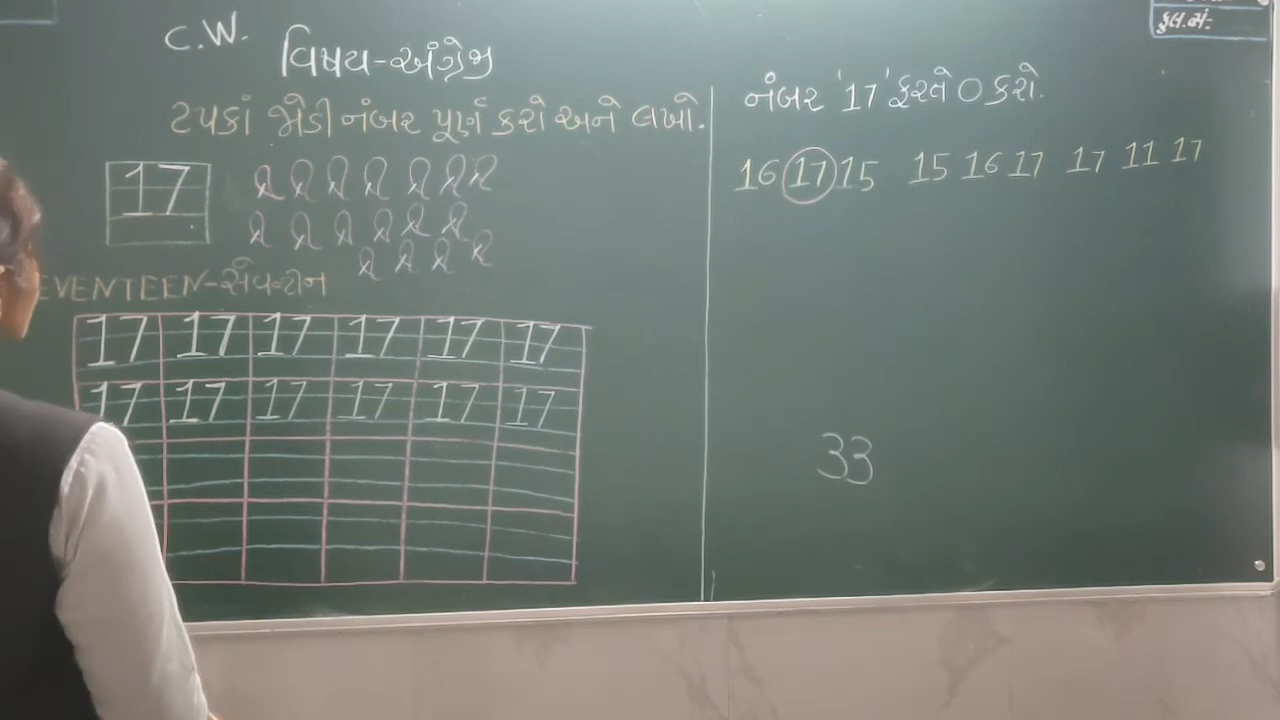 C.W.
વિષય-અંગ્રેજી
ટપકાં જોડી નંબર પૂર્ણ કરો અને લખો.
17
EVENTEEN-સેવન્ટીન
17 17 17 17 17 17
17 17 17 17 17 17
કુલ.સં:-
નંબર '17' ફરતે O કરો.
16 17 15 15 16 17 17 11 17
33